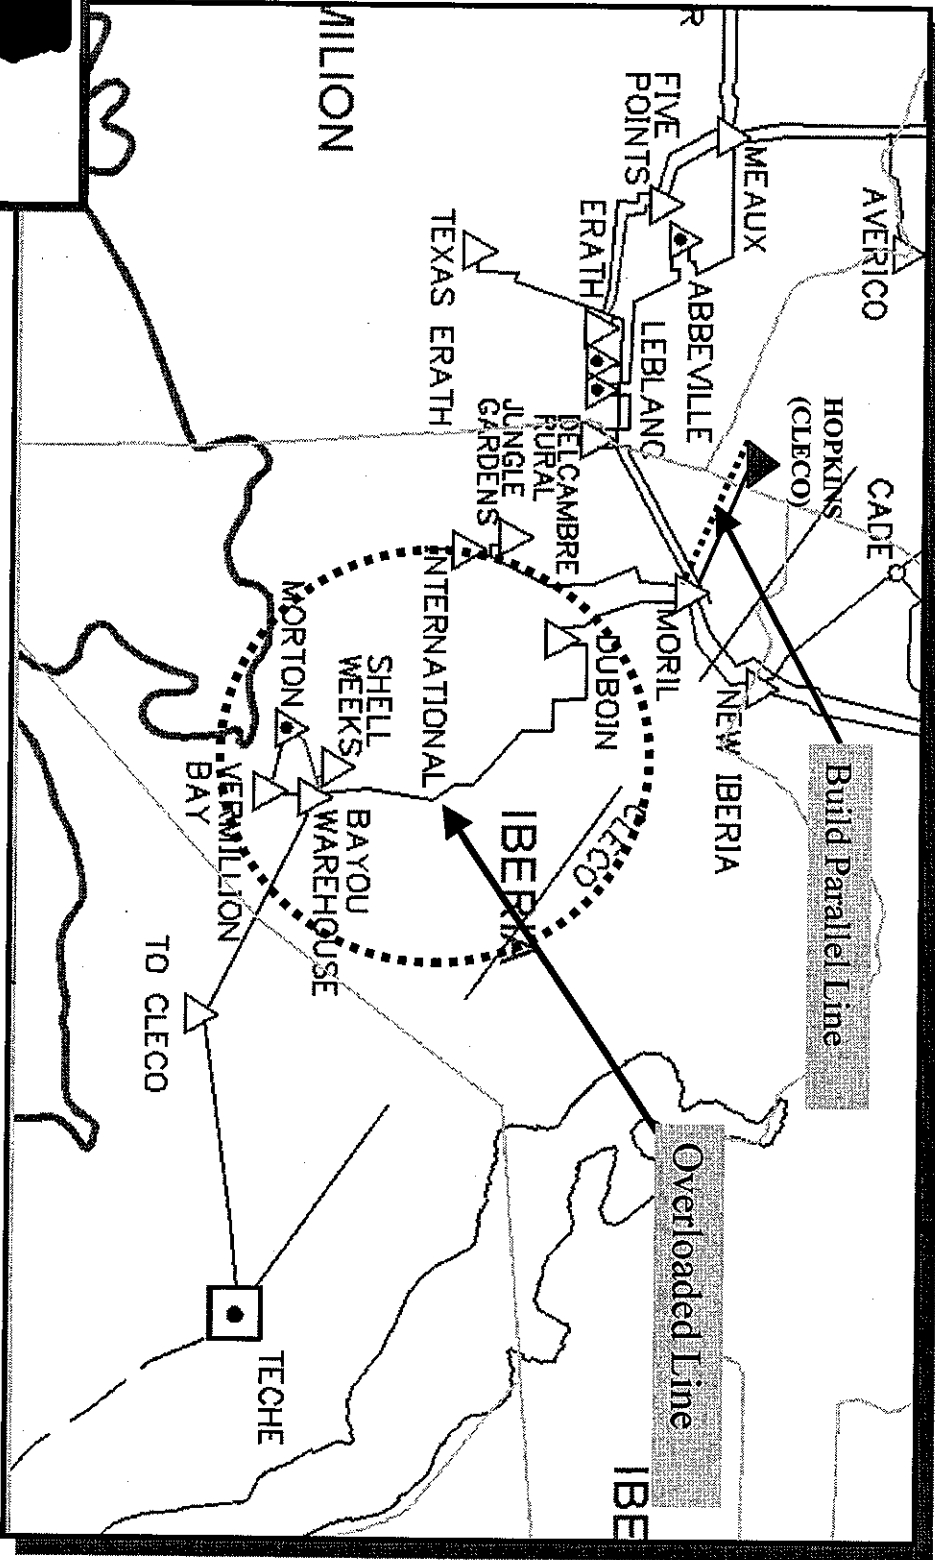 AVERICO
CADE
HOPKINS
(CLECO)
Build Parallel Line
MEAUX
NEW IBERIA
R
ABBEVILLE
FIVE
POINTS
LEBLANC
MORIL
Overloaded Line
ERATH
DUBOIN
CLECO
IBE
DELCAMBRE
RURAL
JUNGLE
GARDENS
IBERIA
TEXAS ERATH
INTERNATIONAL
MILION
SHELL
WEEKS
BAYOU
WAREHOUSE
MORTON
VERMILLION
BAY
TECHE
TO CLECO